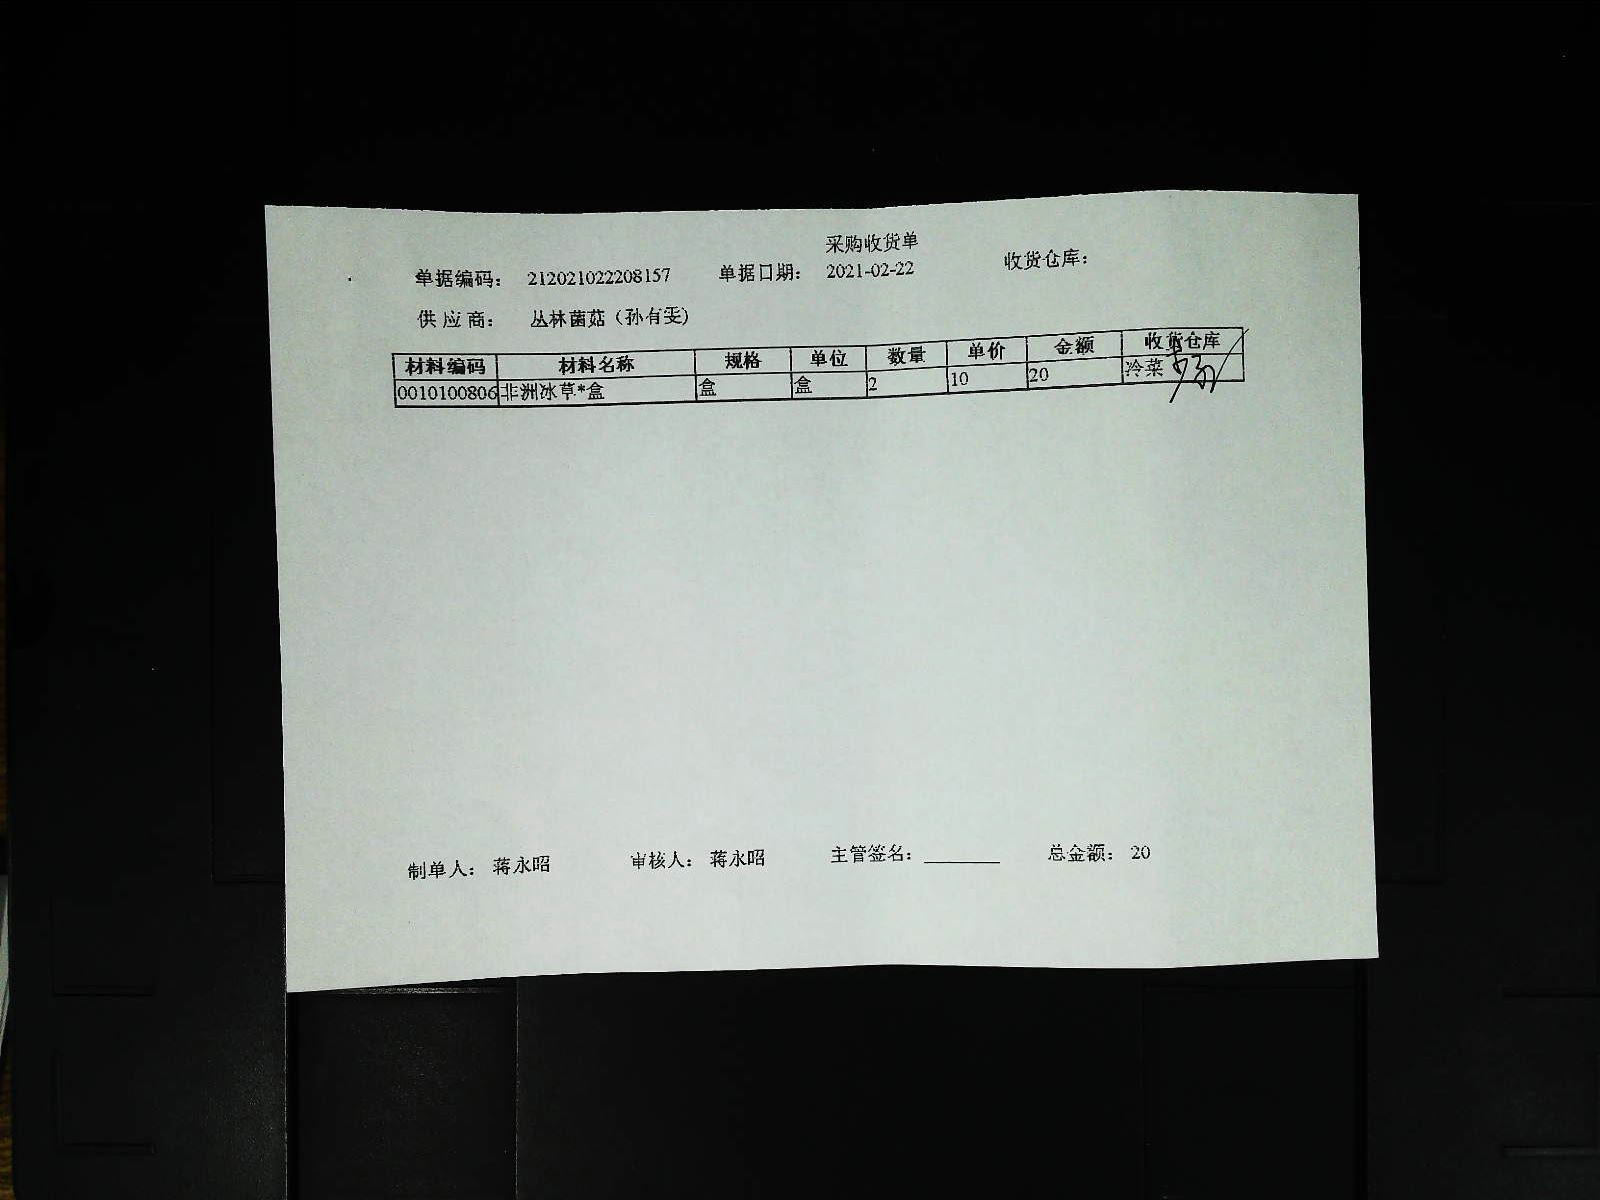 采购收货单
单据编码： 212021022208157 单据日期： 2021-02-22 收货仓库：
供应商： 丛林菌菇（孙有雯）
材料编码 材料名称 规格 单位 数量 单价 金额 收货仓库
0010100806 非洲冰草*盒 盒 盒 2 10 20 冷菜
制单人： 蒋永昭 审核人： 蒋永昭 主管签名： 总金额： 20